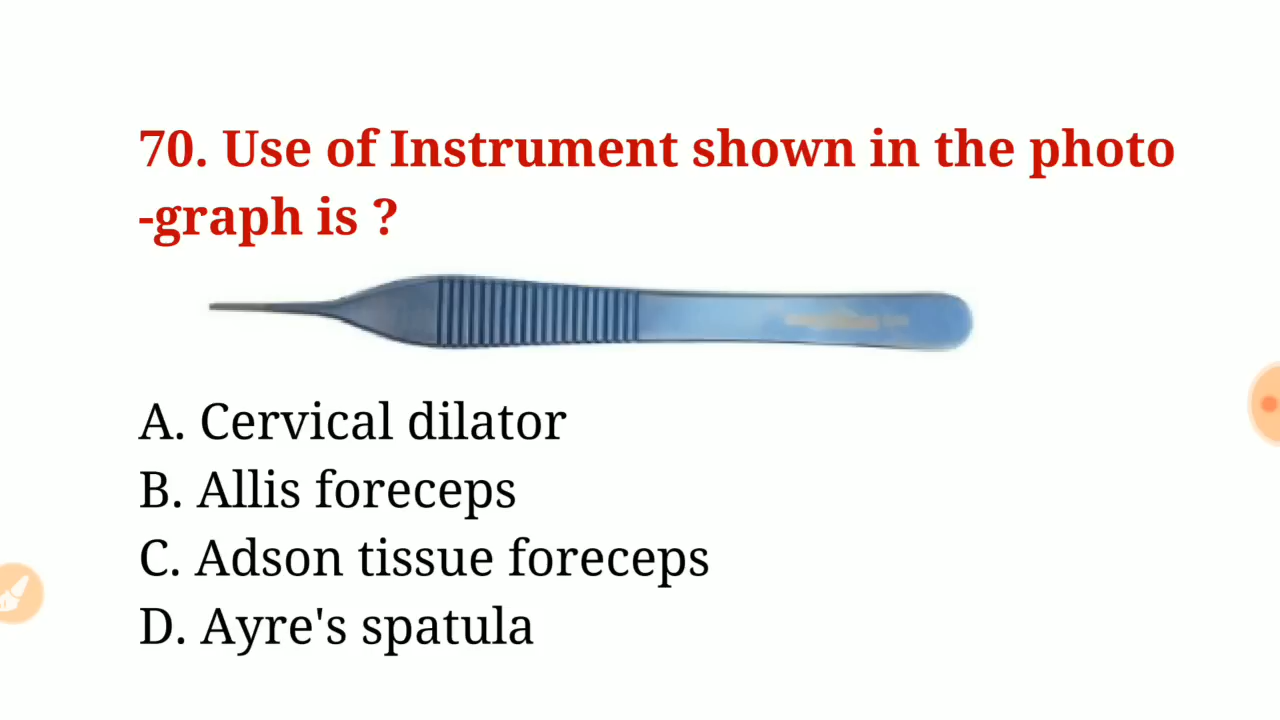 70. Use of Instrument shown in the photo
-graph is ?
A. Cervical dilator
B. Allis foreceps
C. Adson tissue foreceps
D. Ayre's spatula